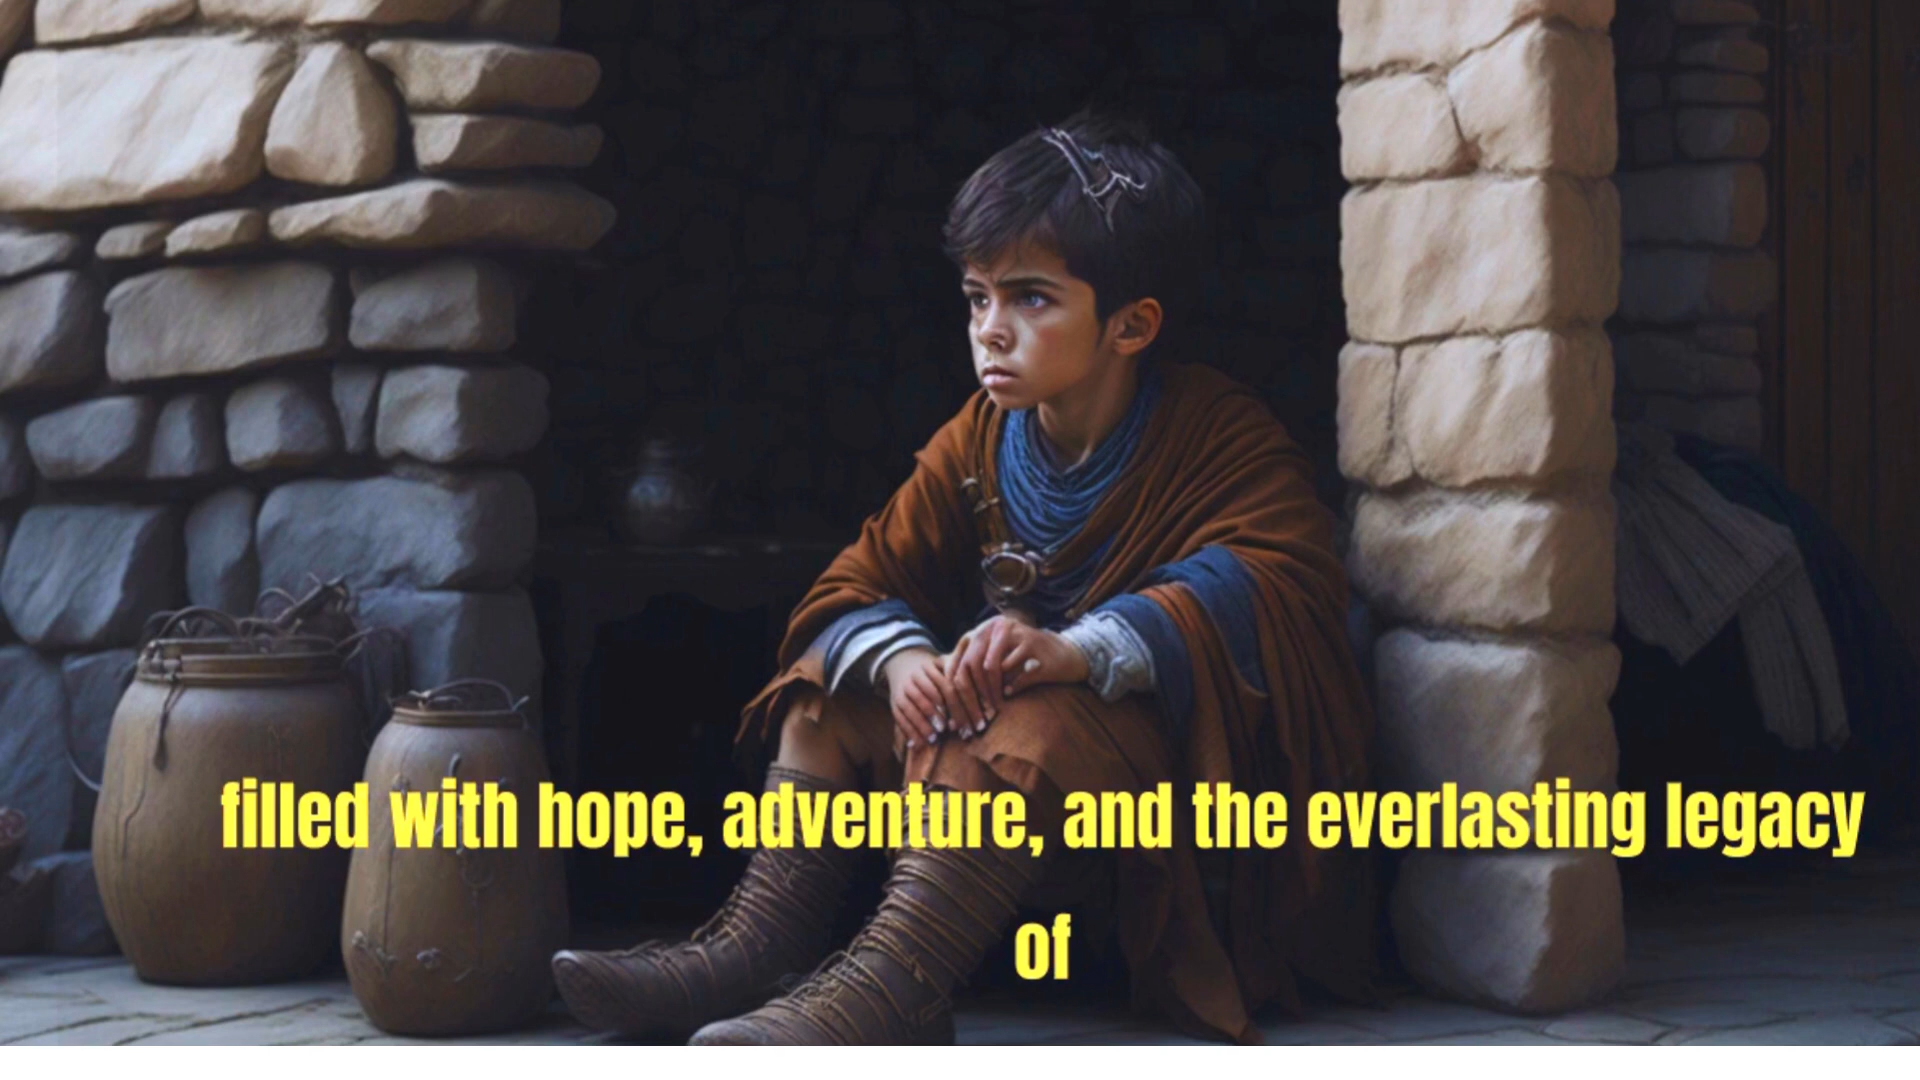 filled with hope, adventure, and the everlasting legacy
of